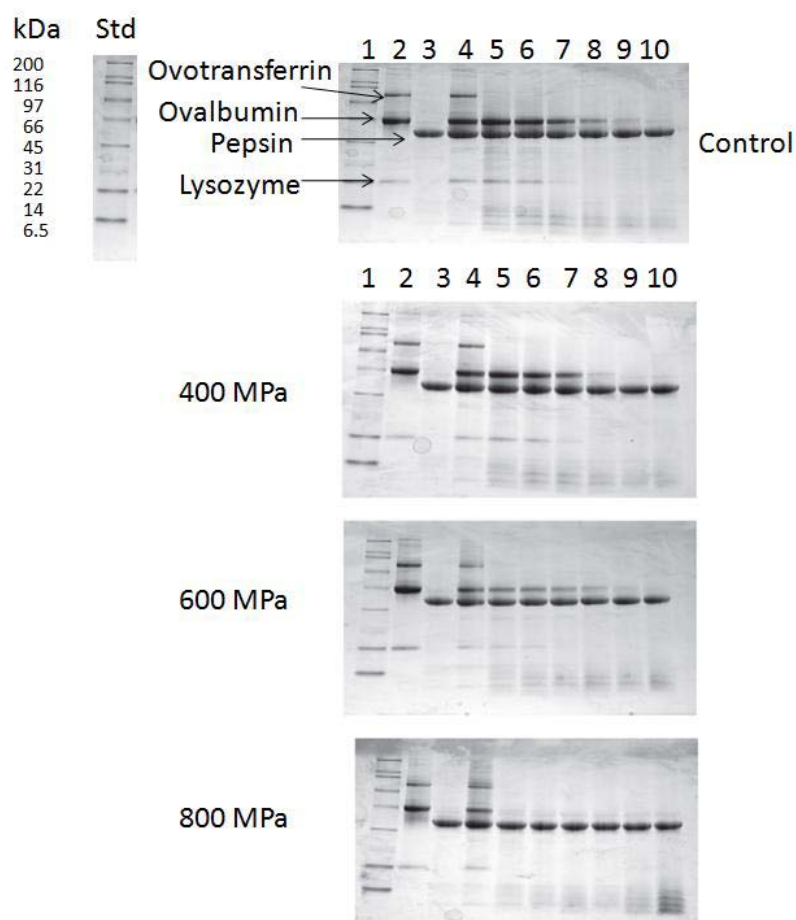 kDa Std
200
116
97
66
45
31
22
14
6.5
1 2 3 4 5 6 7 8 9 10
Ovotransferrin
Ovalbumin
Pepsin
Lysozyme
Control
1 2 3 4 5 6 7 8 9 10
400 MPa
600 MPa
800 MPa